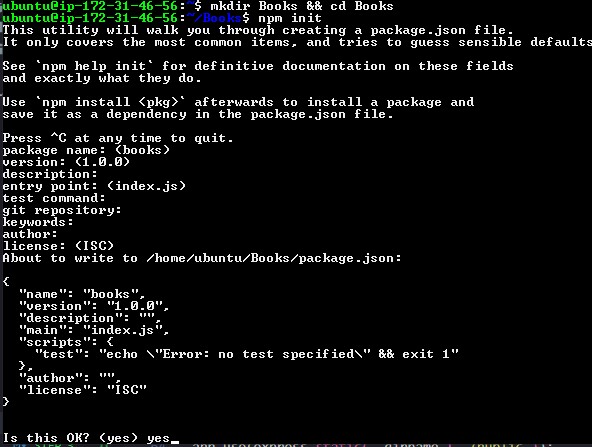 ubuntu@ip-172-31-46-56:~$ mkdir Books && cd Books
ubuntu@ip-172-31-46-56:~/Books$ npm init
This utility will walk you through creating a package.json file.
It only covers the most common items, and tries to guess sensible defaults
See `npm help init` for definitive documentation on these fields
and exactly what they do.
Use `npm install <pkg>` afterwards to install a package and
save it as a dependency in the package.json file.
Press ^C at any time to quit.
package name: (books)
version: (1.0.0)
description:
entry point: (index.js)
test command:
git repository:
keywords:
author:
license: (ISC)
About to write to /home/ubuntu/Books/package.json:
{
"name": "books",
"version": "1.0.0",
"description": "",
"main": "index.js",
"scripts": {
"test": "echo \"Error: no test specified\" && exit 1"
},
"author": "",
"license": "ISC"
}
Is this OK? (yes) yes